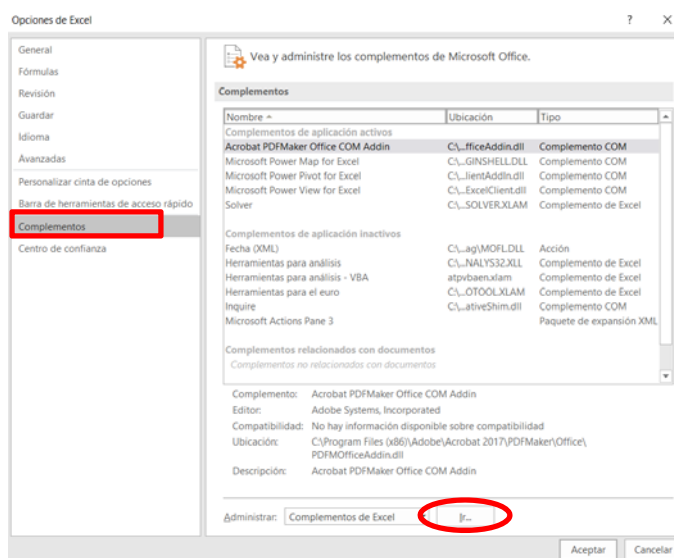 Opciones de Excel ? ×
General
Fórmulas
Revisión
Guardar
Idioma
Avanzadas
Personalizar cinta de opciones
Barra de herramientas de acceso rápido
Complementos
Centro de confianza
Vea y administre los complementos de Microsoft Office.
Complementos
Nombre Ubicación Tipo
Complementos de aplicación activos
Acrobat PDFMaker Office COM Addin C:\...fficeAddin.dll Complemento COM
Microsoft Power Map for Excel C:\...GINSHELL.DLL Complemento COM
Microsoft Power Pivot for Excel C:\...lientAddIn.dll Complemento COM
Microsoft Power View for Excel C:\...ExcelClient.dll Complemento COM
Solver C:\...SOLVER.XLAM Complemento de Excel
Complementos de aplicación inactivos
Fecha (XML) C:\...ag\MOFL.DLL Acción
Herramientas para análisis C:\...NALYS32.XLL Complemento de Excel
Herramientas para análisis - VBA atpvbaen.xlam Complemento de Excel
Herramientas para el euro C:\...OTOOL.XLAM Complemento de Excel
Inquire C:\...ativeShim.dll Complemento COM
Microsoft Actions Pane 3 Paquete de expansión XML
Complementos relacionados con documentos
Complementos no relacionados con documentos
Complemento: Acrobat PDFMaker Office COM Addin
Editor: Adobe Systems, Incorporated
Compatibilidad: No hay información disponible sobre compatibilidad
Ubicación: C:\Program Files (x86)\Adobe\Acrobat 2017\PDFMaker\Office\
PDFMOfficeAddin.dll
Descripción: Acrobat PDFMaker Office COM Addin
Administrar: Complementos de Excel Ir...
Aceptar Cancelar